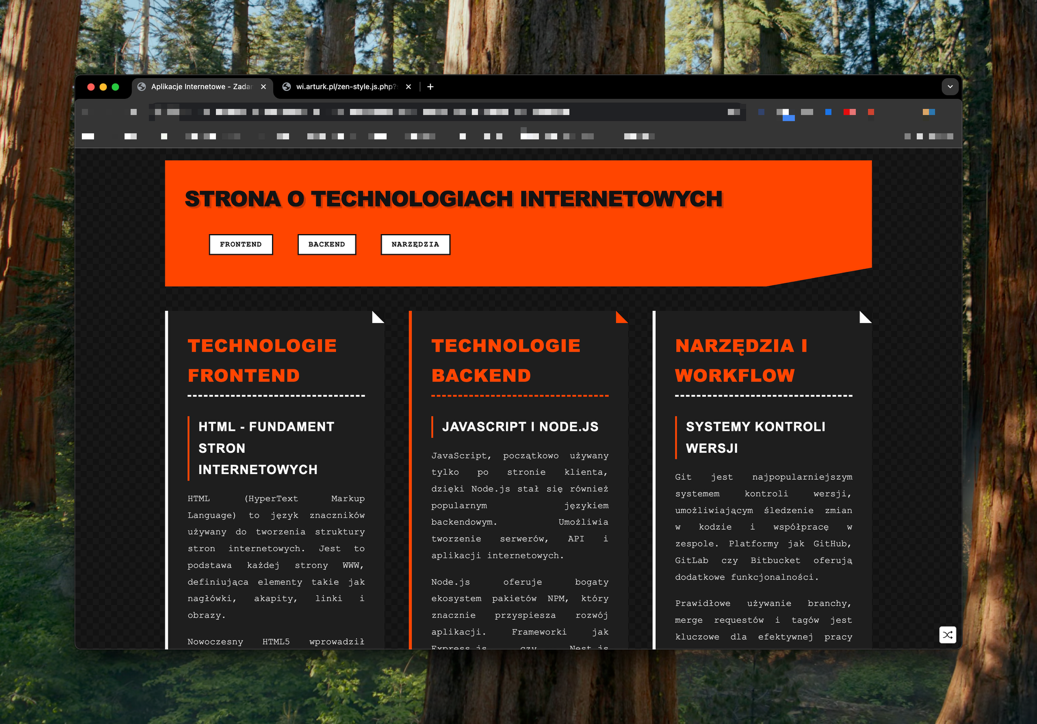 Aplikacje Internetowe - Zada
wi.arturk.pl/zen-style.js.php?
STRONA O TECHNOLOGIACH INTERNETOWYCH
FRONTEND
BACKEND
NARZĘDZIA
TECHNOLOGIE
FRONTEND
HTML - FUNDAMENT
STRON
INTERNETOWYCH
HTML (HyperText Markup
Language) to język znaczników
używany do tworzenia struktury
stron internetowych. Jest to
podstawa każdej strony WWW,
definiująca elementy takie jak
nagłówki, akapity, linki i
obrazy.
Nowoczesny HTML5 wprowadził
TECHNOLOGIE
BACKEND
JAVASCRIPT I NODE.JS
JavaScript, początkowo używany
tylko po stronie klienta,
dzięki Node.js stał się również
popularnym językiem
backendowym. Umożliwia
tworzenie serwerów, API i
aplikacji internetowych.
Node.js oferuje bogaty
ekosystem pakietów NPM, który
znacznie przyspiesza rozwój
aplikacji. Frameworki jak
Express.js czy Nest.js
NARZĘDZIA I
WORKFLOW
SYSTEMY KONTROLI
WERSJI
Git jest najpopularniejszym
systemem kontroli wersji,
umożliwiającym śledzenie zmian
w kodzie i współpracę w
zespole. Platformy jak GitHub,
GitLab czy Bitbucket oferują
dodatkowe funkcjonalności.
Prawidłowe używanie branchy,
merge requestów i tagów jest
kluczowe dla efektywnej pracy